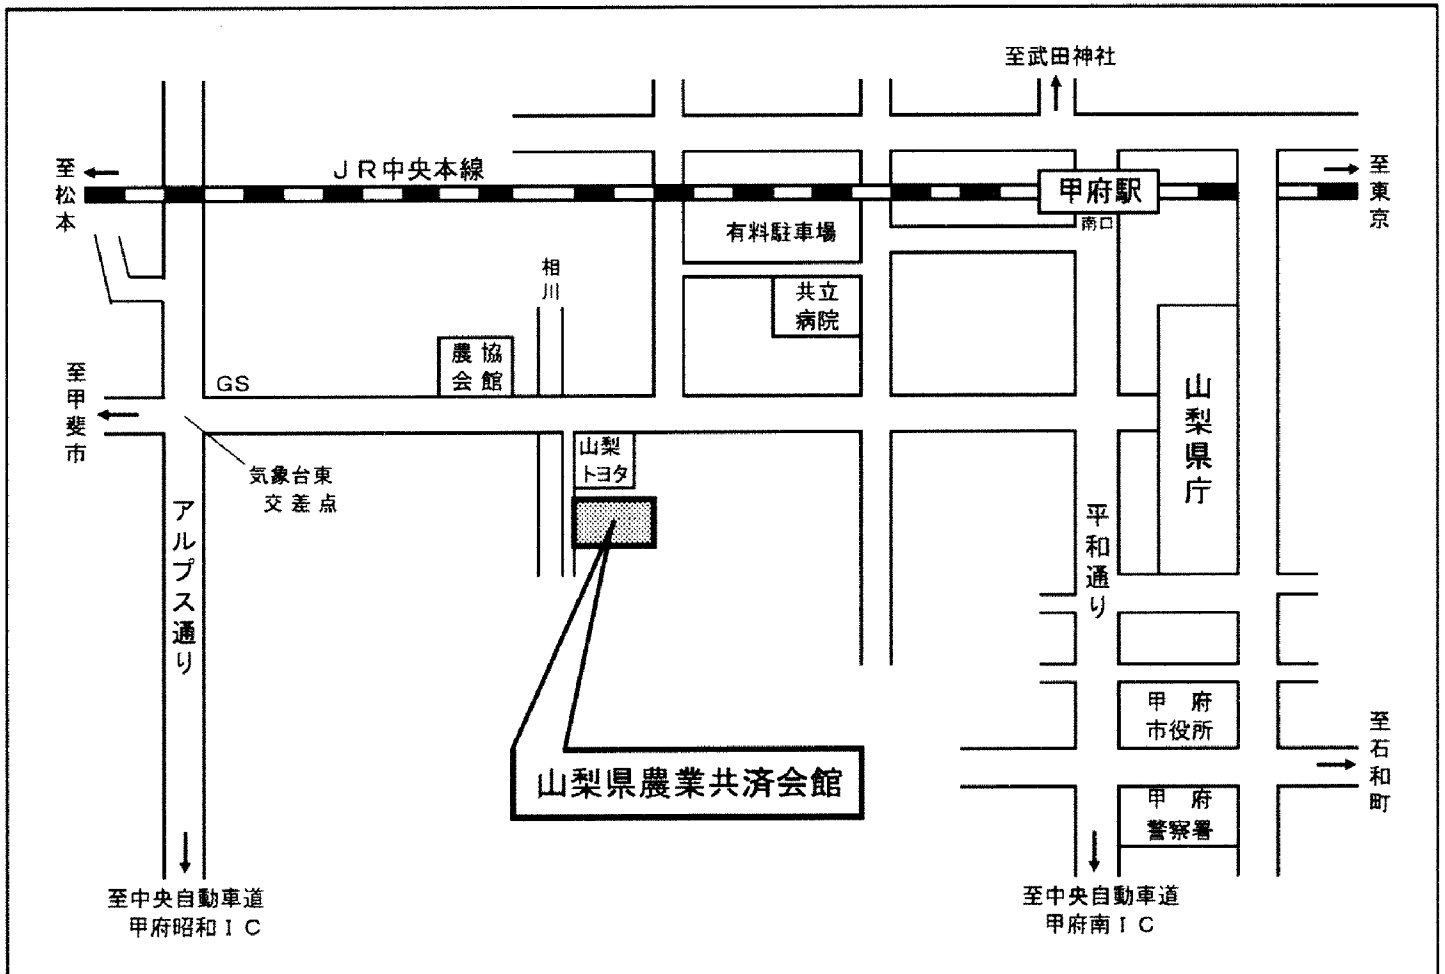 至武田神社
ＪＲ中央本線
至松本
甲府駅
南口
至東京
有料駐車場
相川
共立
病院
農協
会館
至甲斐市
GS
山梨県庁
山梨
トヨタ
気象台東
交差点
アルプス通り
平和通り
甲府
市役所
至石和町
山梨県農業共済会館
甲府
警察署
至中央自動車道
甲府昭和ＩＣ
至中央自動車道
甲府南ＩＣ